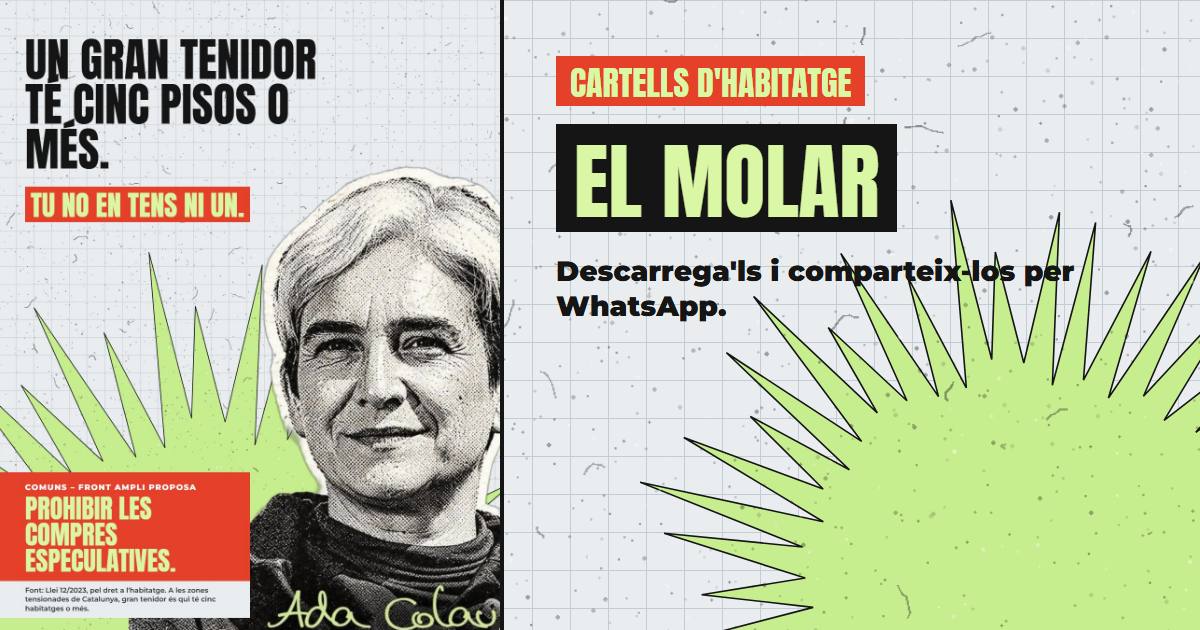 UN GRAN TENIDOR
TÉ CINC PISOS O
MÉS.
TU NO EN TENS NI UN.
COMUNS – FRONT AMPLI PROPOSA
PROHIBIR LES
COMPRES
ESPECULATIVES.
Font: Llei 12/2023, pel dret a l'habitatge. A les zones
tensionades de Catalunya, gran tenidor és qui té cinc
habitatges o més.
Ada Colau
CARTELLS D'HABITATGE
EL MOLAR
Descarrega'ls i comparteix-los per
WhatsApp.